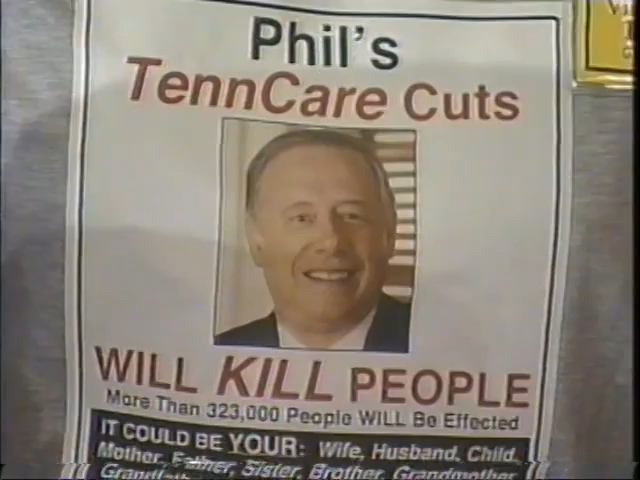 Phil's
TennCare Cuts
WILL KILL PEOPLE
More Than 323,000 People WILL Be Effected
IT COULD BE YOUR: Wife, Husband, Child,
Mother, Father, Sister, Brother, Grandmother